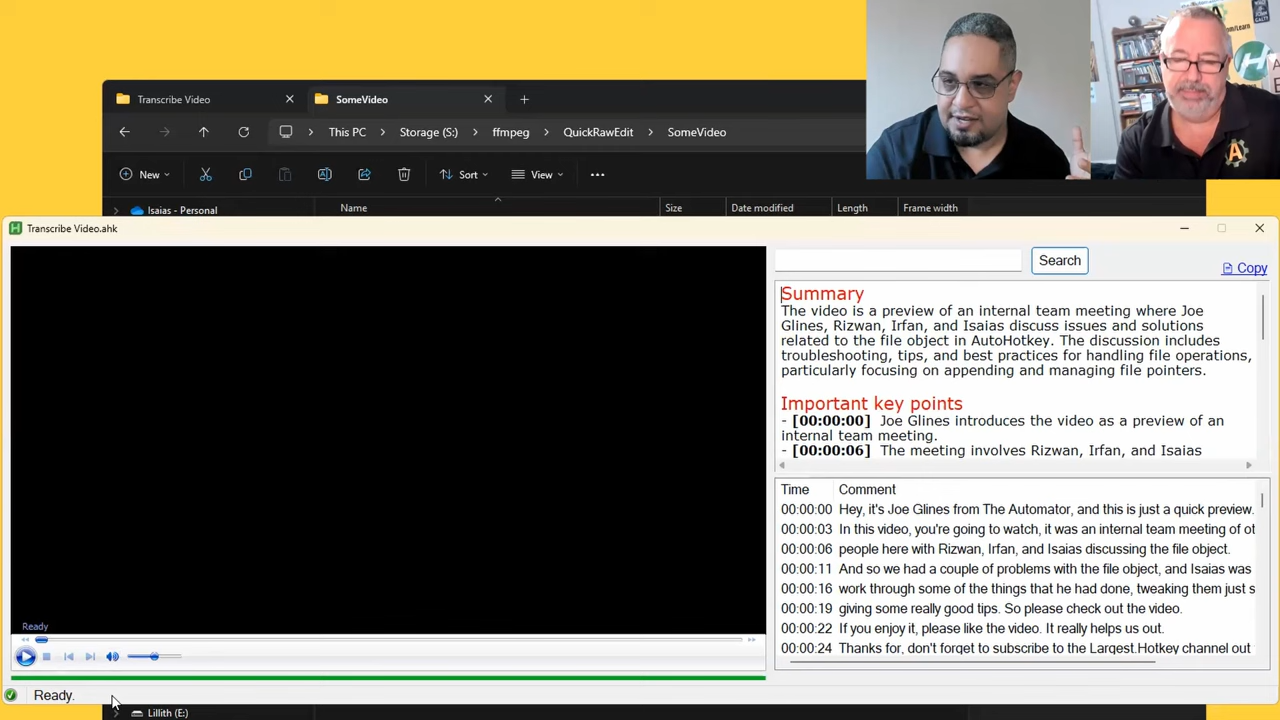 Transcribe Video
SomeVideo
This PC > Storage (S:) > ffmpeg > QuickRawEdit > SomeVideo
New
Sort
View
Isaias - Personal
Name
Size
Date modified
Length
Frame width
Transcribe Video.ahk
Search
Copy
Summary
The video is a preview of an internal team meeting where Joe
Glines, Rizwan, Irfan, and Isaias discuss issues and solutions
related to the file object in AutoHotkey. The discussion includes
troubleshooting, tips, and best practices for handling file operations,
particularly focusing on appending and managing file pointers.
Important key points
- [00:00:00] Joe Glines introduces the video as a preview of an
internal team meeting.
- [00:00:06] The meeting involves Rizwan, Irfan, and Isaias
Time Comment
00:00:00 Hey, it's Joe Glines from The Automator, and this is just a quick preview.
00:00:03 In this video, you're going to watch, it was an internal team meeting of ot
00:00:06 people here with Rizwan, Irfan, and Isaias discussing the file object.
00:00:11 And so we had a couple of problems with the file object, and Isaias was
00:00:16 work through some of the things that he had done, tweaking them just s
00:00:19 giving some really good tips. So please check out the video.
00:00:22 If you enjoy it, please like the video. It really helps us out.
00:00:24 Thanks for, don't forget to subscribe to the Largest.Hotkey channel out
Ready
Ready.
Lillith (E:)